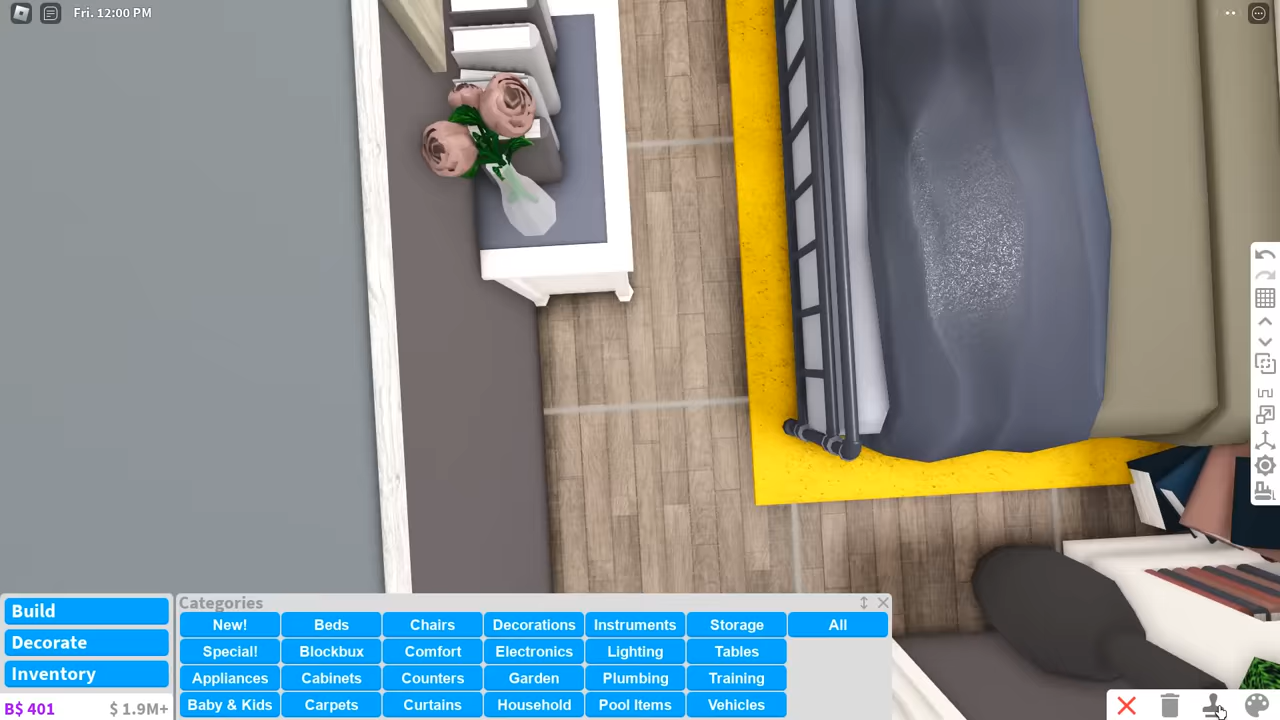 Fri. 12:00 PM
Categories
Build
Decorate
Inventory
B$ 401 $ 1.9M+
New! Beds Chairs Decorations Instruments Storage All
Special! Blockbux Comfort Electronics Lighting Tables
Appliances Cabinets Counters Garden Plumbing Training
Baby & Kids Carpets Curtains Household Pool Items Vehicles